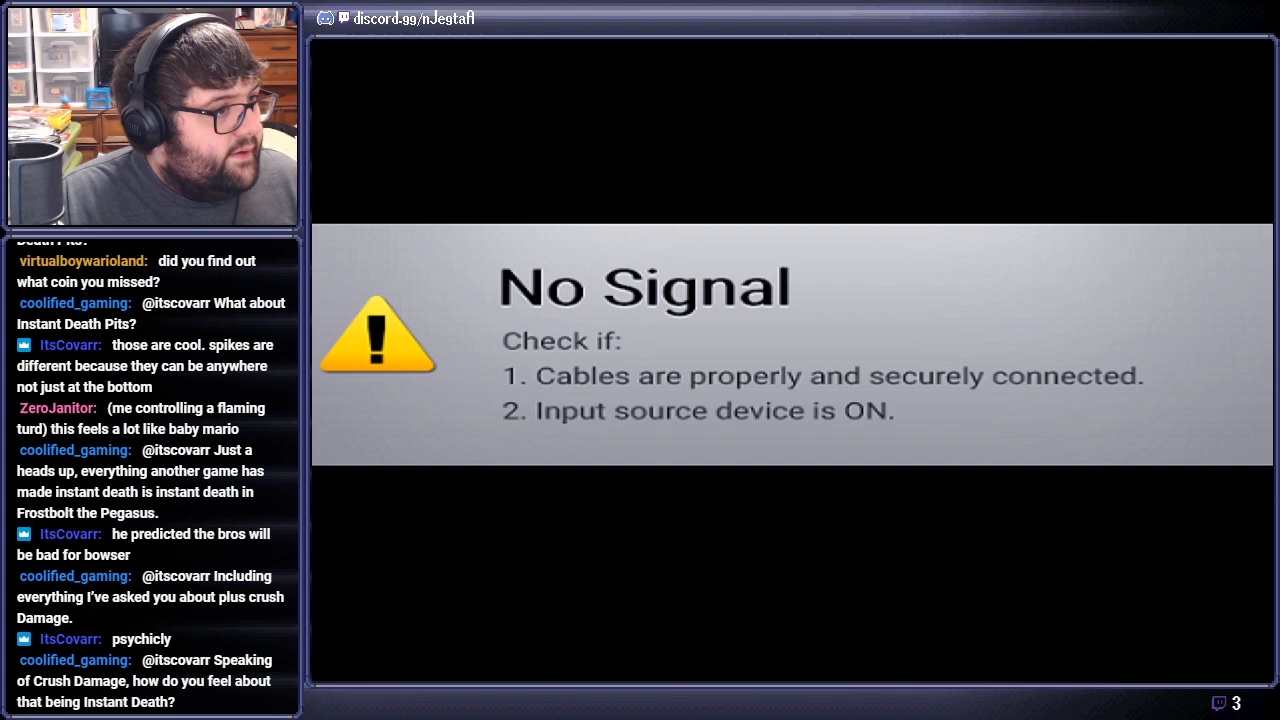 discord.gg/nJegtaA
Death Pits?
virtualboywarioland: did you find out
what coin you missed?
coolified_gaming: @itscovarr What about
Instant Death Pits?
ItsCovarr: those are cool. spikes are
different because they can be anywhere
not just at the bottom
ZeroJanitor: (me controlling a flaming
turd) this feels a lot like baby mario
coolified_gaming: @itscovarr Just a
heads up, everything another game has
made instant death is instant death in
Frostbolt the Pegasus.
ItsCovarr: he predicted the bros will
be bad for bowser
coolified_gaming: @itscovarr Including
everything I've asked you about plus crush
Damage.
ItsCovarr: psychicly
coolified_gaming: @itscovarr Speaking
of Crush Damage, how do you feel about
that being Instant Death?
No Signal
Check if:
1. Cables are properly and securely connected.
2. Input source device is ON.
3